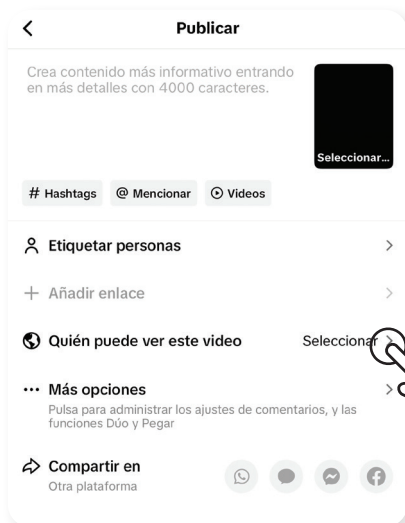 Publicar
Crea contenido más informativo entrando
en más detalles con 4000 caracteres.
Seleccionar...
# Hashtags @ Mencionar Videos
Etiquetar personas
Añadir enlace
Quién puede ver este video Seleccionar
Más opciones
Pulsa para administrar los ajustes de comentarios, y las
funciones Dúo y Pegar
Compartir en
Otra plataforma